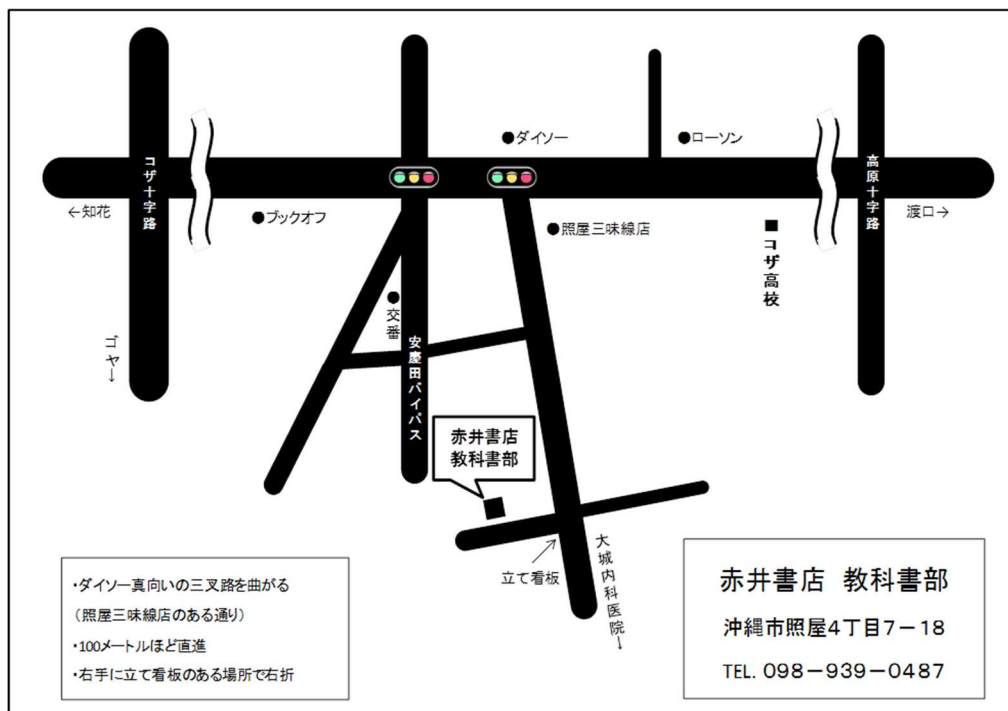 ●ダイソー
●ローソン
コザ十字路
高原十字路
←知花
●ブックオフ
●照屋三味線店
渡口→
■コザ高校
●交番
ゴヤ→
安慶田バイパス
赤井書店
教科書部
立て看板
大城内科医院→
・ダイソー真向いの三叉路を曲がる
(照屋三味線店のある通り)
・100メートルほど直進
・右手に立て看板のある場所で右折
赤井書店 教科書部
沖縄市照屋4丁目7−18
TEL. 098−939−0487